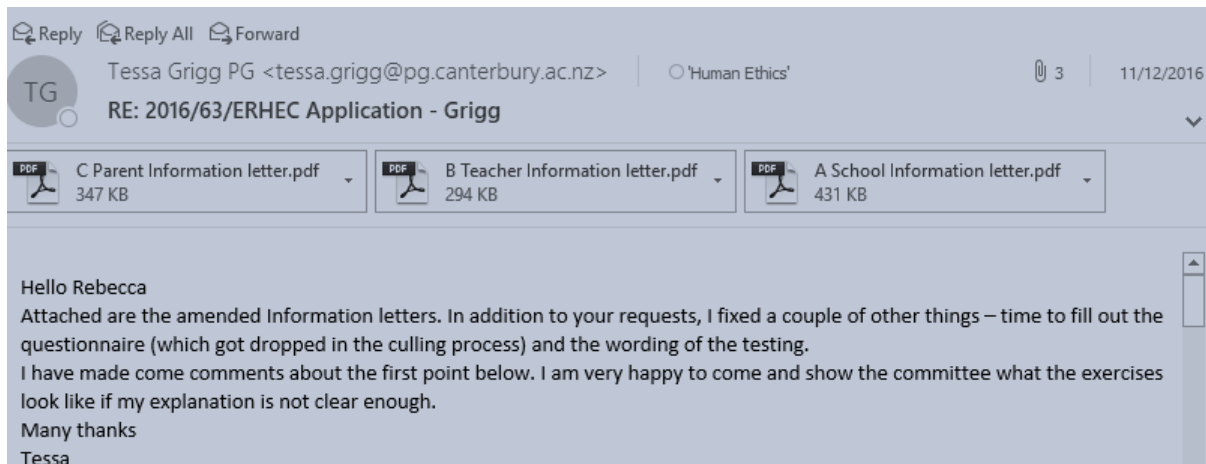 Reply Reply All Forward
TG
Tessa Grigg PG <tessa.grigg@pg.canterbury.ac.nz> 'Human Ethics' 3 11/12/2016
RE: 2016/63/ERHEC Application - Grigg
PDF C Parent Information letter.pdf PDF B Teacher Information letter.pdf PDF A School Information letter.pdf
347 KB 294 KB 431 KB
Hello Rebecca
Attached are the amended Information letters. In addition to your requests, I fixed a couple of other things – time to fill out the
questionnaire (which got dropped in the culling process) and the wording of the testing.
I have made come comments about the first point below. I am very happy to come and show the committee what the exercises
look like if my explanation is not clear enough.
Many thanks
Tessa